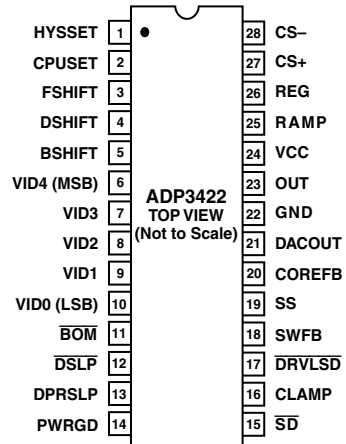 HYSSET 1
CPUSET 2
FSHIFT 3
DSHIFT 4
BSHIFT 5
VID4 (MSB) 6
VID3 7
VID2 8
VID1 9
VID0 (LSB) 10
BOM 11
DSLP 12
DPRSLP 13
PWRGD 14
ADP3422
TOP VIEW
(Not to Scale)
28 CS–
27 CS+
26 REG
25 RAMP
24 VCC
23 OUT
22 GND
21 DACOUT
20 COREFB
19 SS
18 SWFB
17 DRVLSD
16 CLAMP
15 SD